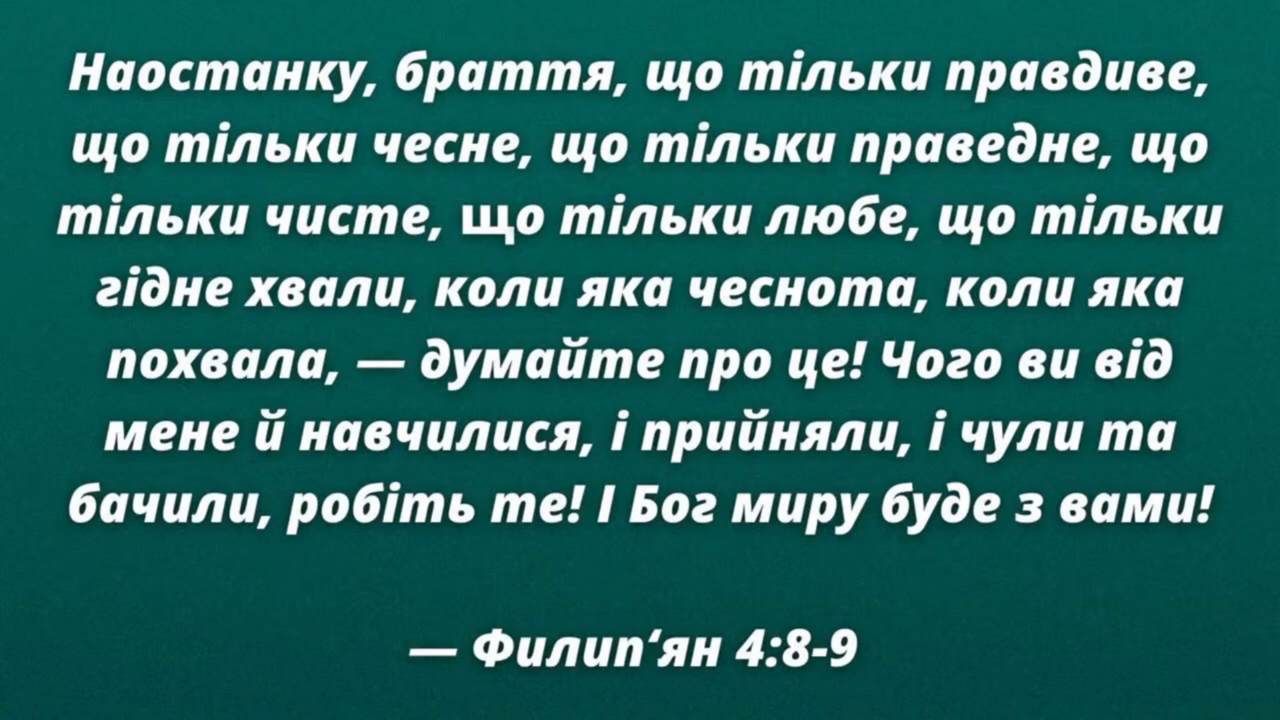 Наостанку, браття, що тільки правдиве,
що тільки чесне, що тільки праведне, що
тільки чисте, що тільки любе, що тільки
гідне хвали, коли яка чеснота, коли яка
похвала, — думайте про це! Чого ви від
мене й навчилися, і прийняли, і чули та
бачили, робіть те! І Бог миру буде з вами!
— Филип‘ян 4:8-9